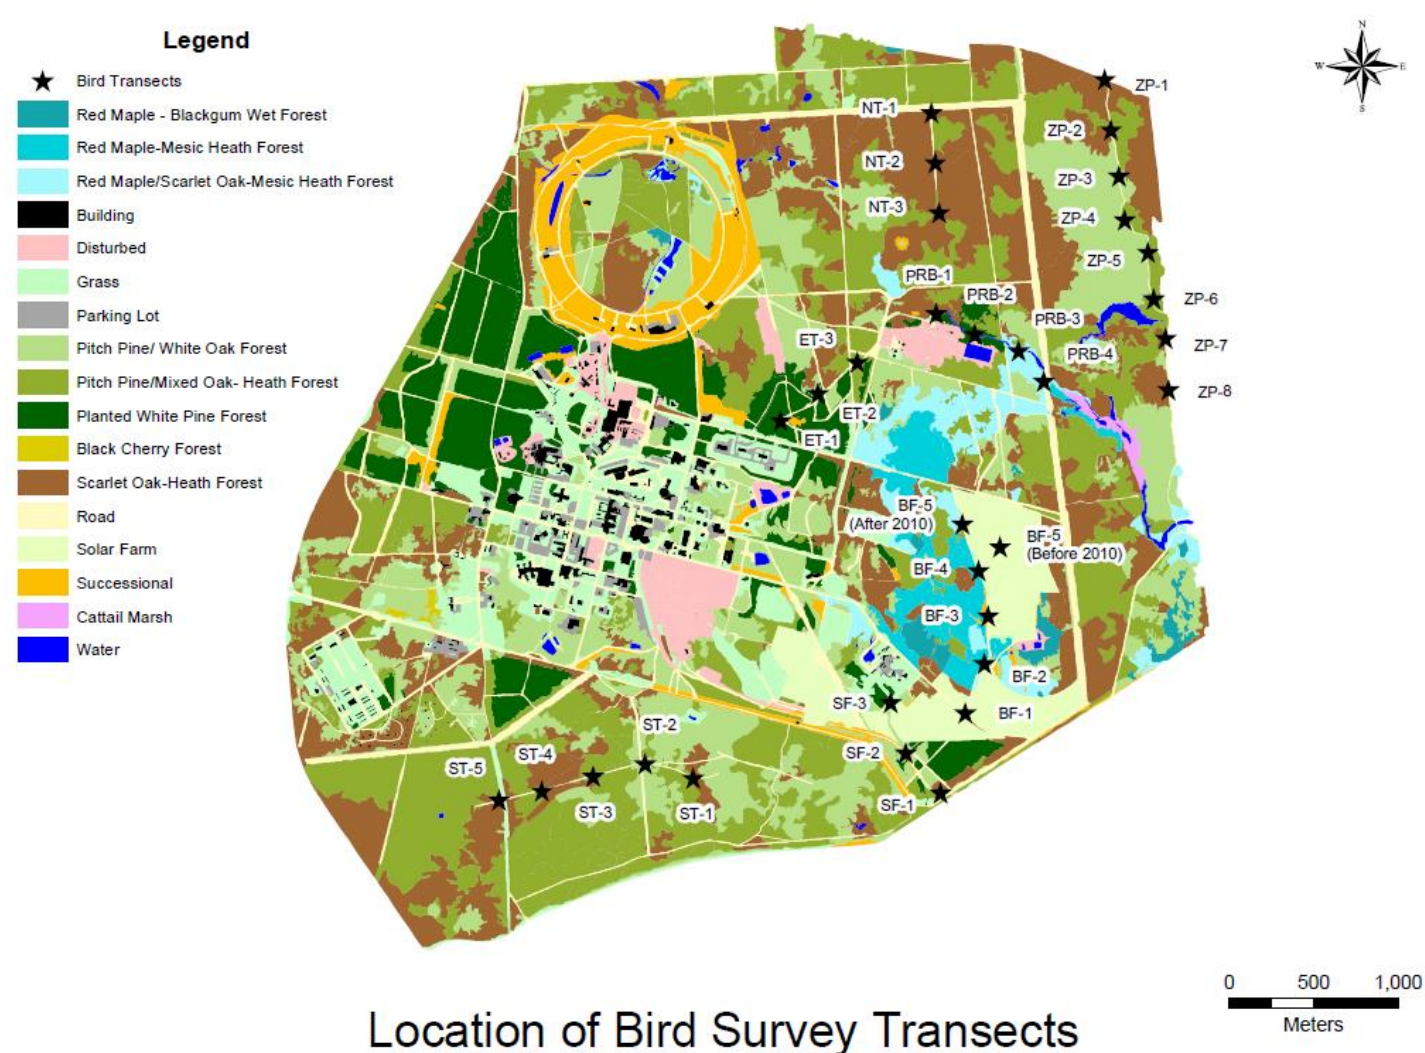 Legend
Bird Transects
Red Maple - Blackgum Wet Forest
Red Maple-Mesic Heath Forest
Red Maple/Scarlet Oak-Mesic Heath Forest
Building
Disturbed
Grass
Parking Lot
Pitch Pine/ White Oak Forest
Pitch Pine/Mixed Oak- Heath Forest
Planted White Pine Forest
Black Cherry Forest
Scarlet Oak-Heath Forest
Road
Solar Farm
Successional
Cattail Marsh
Water
N
W
E
S
ZP-1
NT-1
ZP-2
NT-2
ZP-3
NT-3
ZP-4
ZP-5
PRB-1
PRB-2
ZP-6
PRB-3
ET-3
ZP-7
PRB-4
ZP-8
ET-2
ET-1
BF-5
(After 2010)
BF-5
(Before 2010)
BF-4
BF-3
BF-2
SF-3
BF-1
ST-2
ST-4
SF-2
ST-5
SF-1
ST-3
ST-1
0 500 1,000
Meters
Location of Bird Survey Transects